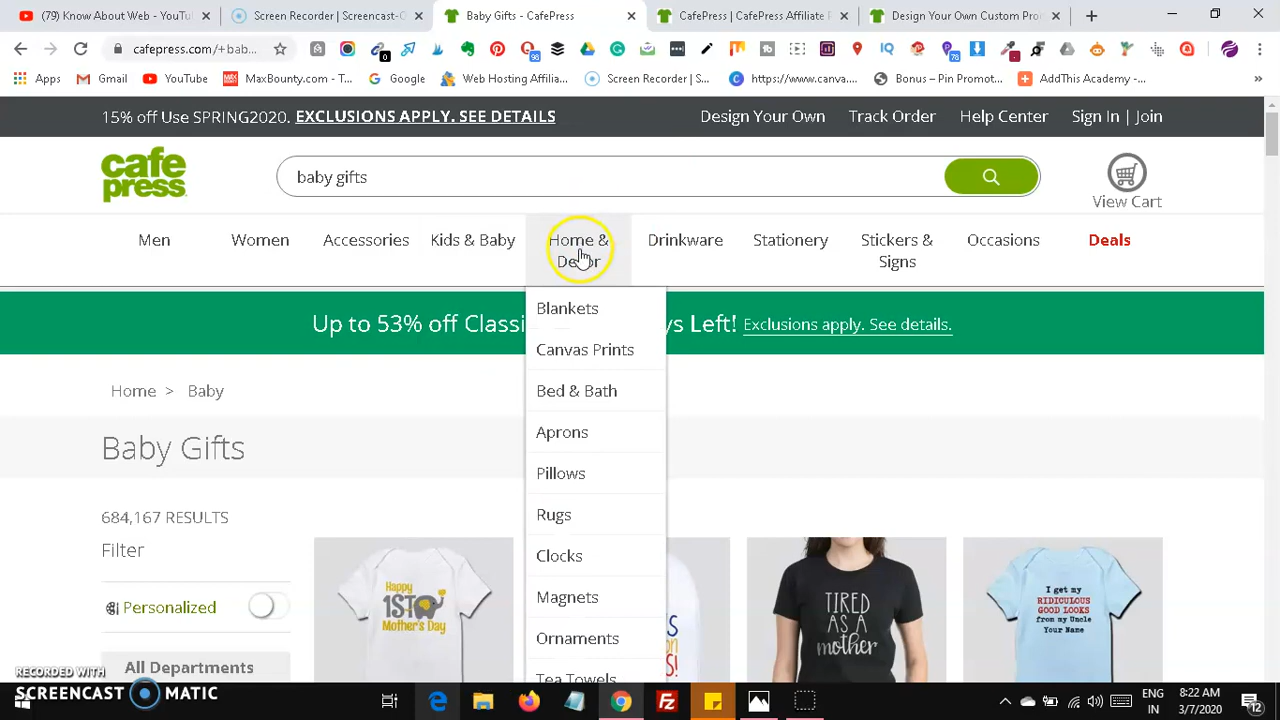 (79) Know About Web - YouTu
Screen Recorder | Screencast-O
Baby Gifts - CafePress
CafePress | CafePress Affiliate P
Design Your Own Custom Pro
cafepress.com/+bab...
Apps
Gmail
YouTube
MaxBounty.com - T...
Google
Web Hosting Affilia...
Screen Recorder | S...
https://www.canva...
Bonus – Pin Promot...
AddThis Academy -...
15% off Use SPRING2020. EXCLUSIONS APPLY. SEE DETAILS
Design Your Own
Track Order
Help Center
Sign In | Join
cafe
press
baby gifts
View Cart
Men
Women
Accessories
Kids & Baby
Home &
Decor
Drinkware
Stationery
Stickers &
Signs
Occasions
Deals
Up to 53% off Classi
ys Left! Exclusions apply. See details.
Blankets
Canvas Prints
Bed & Bath
Aprons
Pillows
Rugs
Clocks
Magnets
Ornaments
Tea Towels
Home > Baby
Baby Gifts
684,167 RESULTS
Filter
Personalized
All Departments
Happy
1ST
Mother's Day
TIRED
AS A
mother
I get my
RIDICULOUS
GOOD LOOKS
from my Uncle
Your Name
RECORDED WITH
SCREENCAST MATIC
ENG
IN
8:22 AM
3/7/2020
12